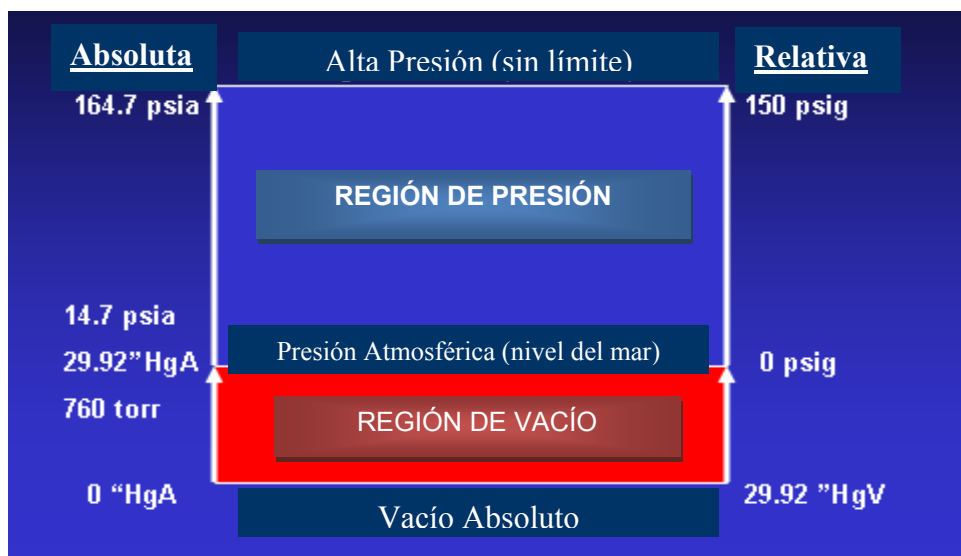 Absoluta
Alta Presión (sin límite)
Relativa
164.7 psia
150 psig
REGIÓN DE PRESIÓN
14.7 psia
Presión Atmosférica (nivel del mar)
29.92”HgA
0 psig
760 torr
REGIÓN DE VACÍO
0 “HgA
29.92 ”HgV
Vacío Absoluto